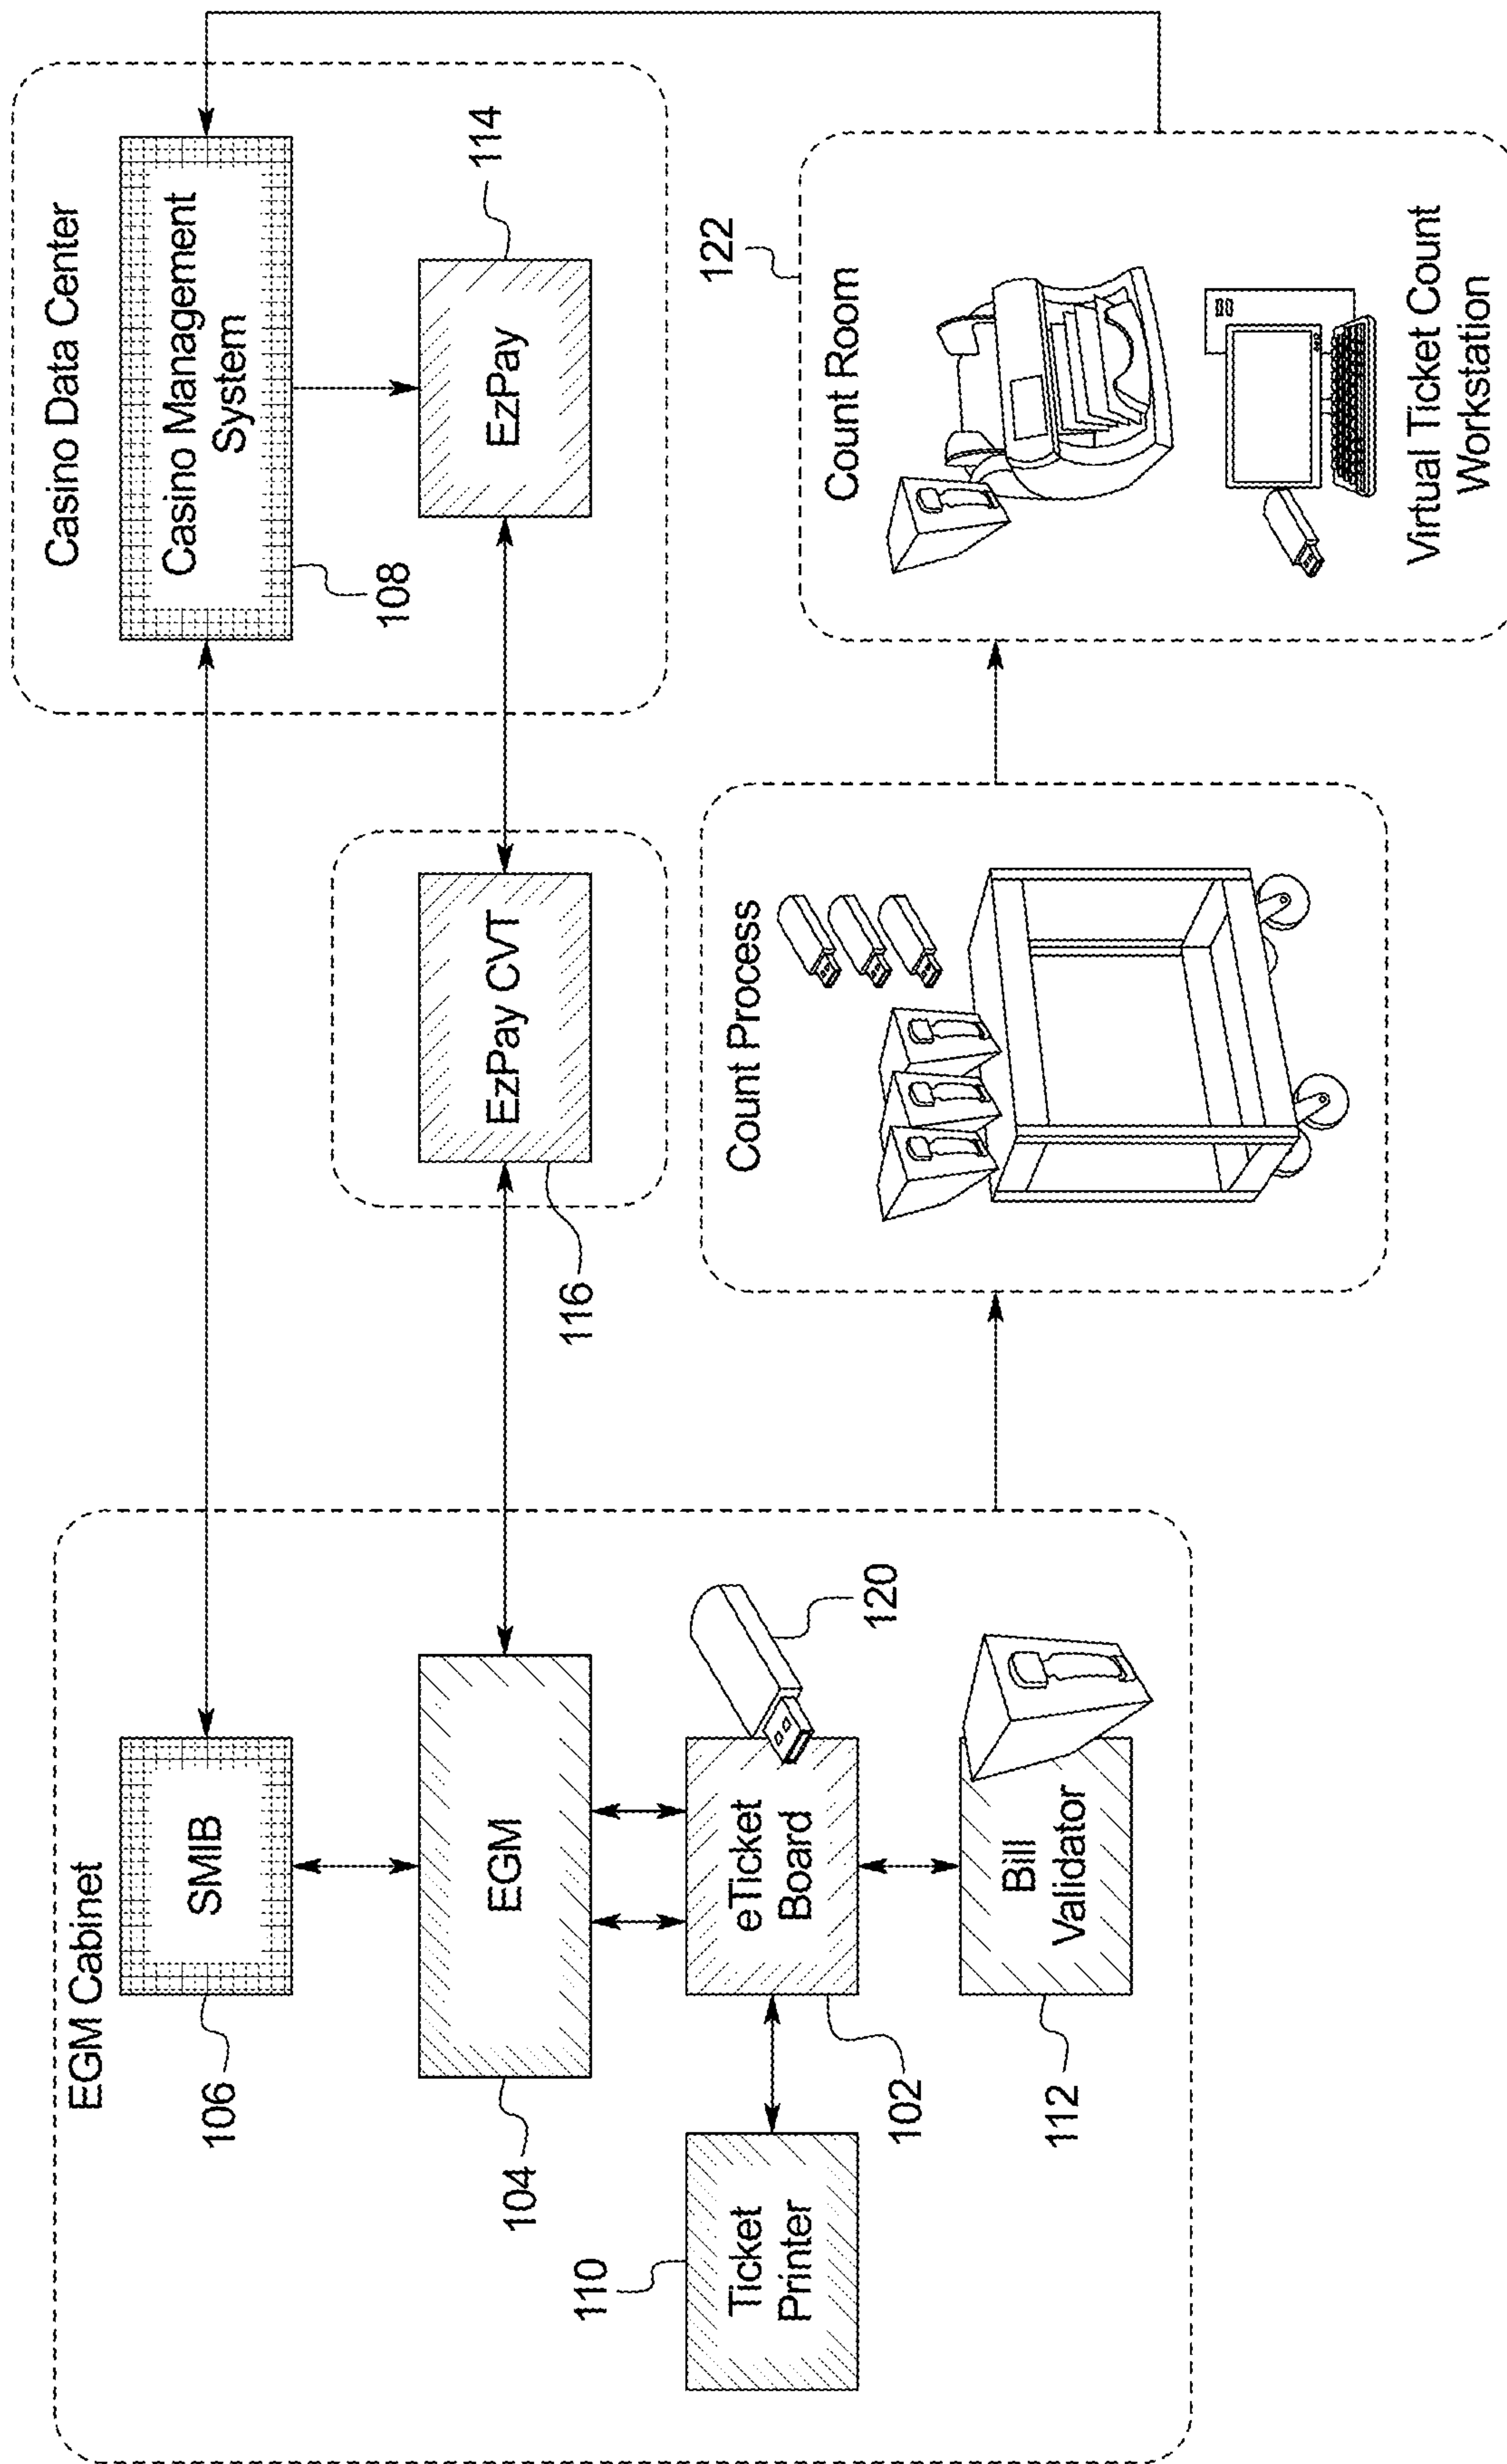 EGM Cabinet
SMIB
106
EGM
104
eTicket
Board
102
120
Ticket
Printer
110
Bill
Validator
112
EzPay CVT
116
Casino Data Center
Casino Management
System
108
EzPay
114
Count Process
Count Room
122
Virtual Ticket Count
Workstation